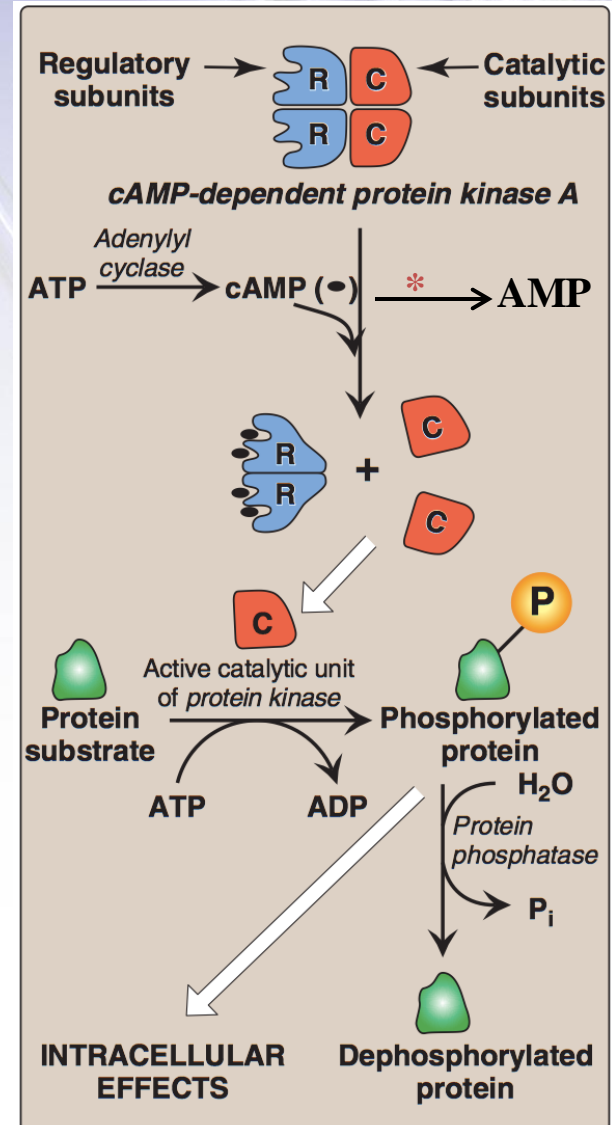 Regulatory
subunits
Catalytic
subunits
R C
R C
cAMP-dependent protein kinase A
Adenylyl
cyclase
ATP
cAMP ( )
*
AMP
R
R
+
C
C
C
Active catalytic unit
of protein kinase
P
Protein
substrate
Phosphorylated
protein
ATP
ADP
H₂O
Protein
phosphatase
Pᵢ
INTRACELLULAR
EFFECTS
Dephosphorylated
protein